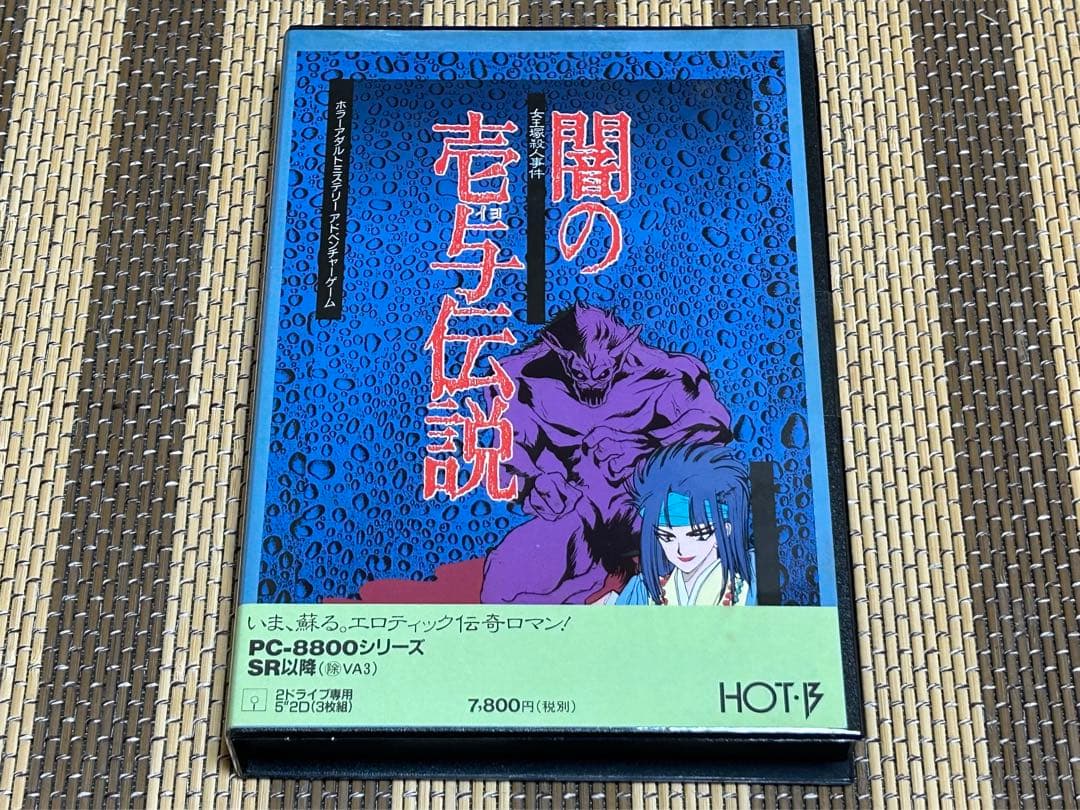 闇の
女王塚殺人事件
壱与伝説
イヨ
ホラーアダルトミステリーアドベンチャーゲーム
いま、蘇る。エロティック伝奇ロマン!
PC-8800シリーズ
SR以降(除VA3)
2ドライブ専用
5"2D(3枚組)
7,800円(税別)
HOT・B